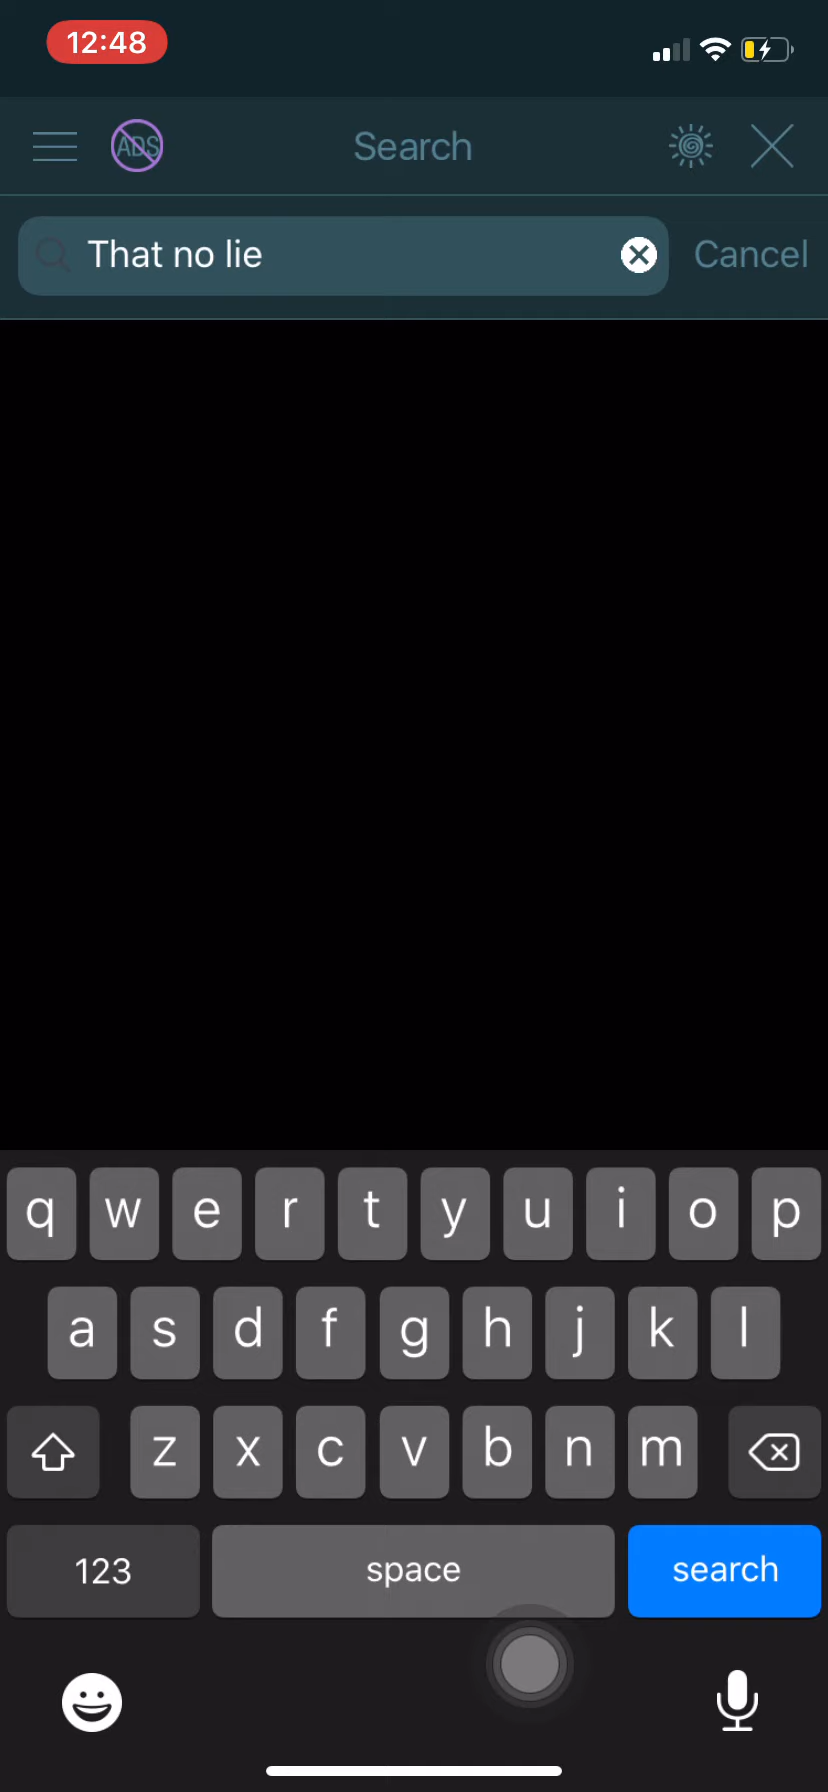 12:48
ADS
Search
That no lie
Cancel
q w e r t y u i o p
a s d f g h j k l
z x c v b n m
123 space search